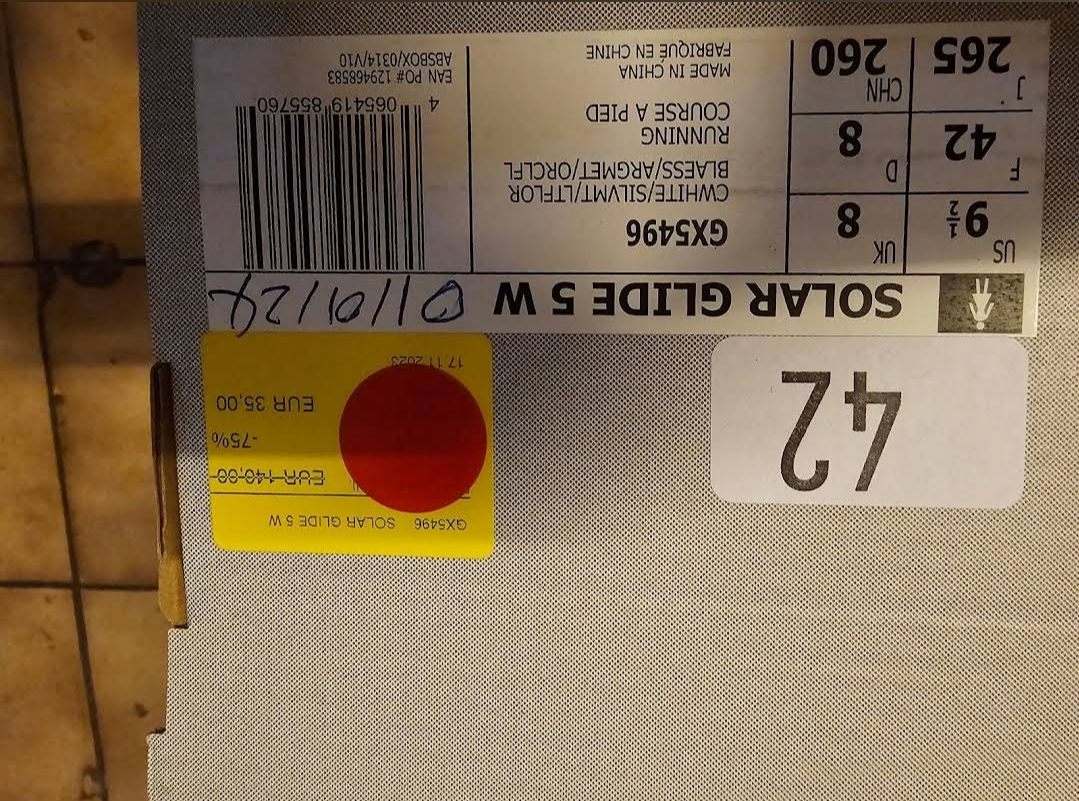 SOLAR GLIDE 5 W
01/01/24
US
9½
UK
8
F
42
D
8
J
265
CHN
260
GX5496
CWHITE/SILVMT/LTFLOR
BLAESS/ARGMET/ORCLFL
RUNNING
COURSE A PIED
MADE IN CHINA
FABRIQUÉ EN CHINE
4 065419 855760
EAN PO# 129468583
ABSBOX/0314/V10
42
GX5496 SOLAR GLIDE 5 W
EUR 140,00
-75%
EUR 35,00
17.11.2023